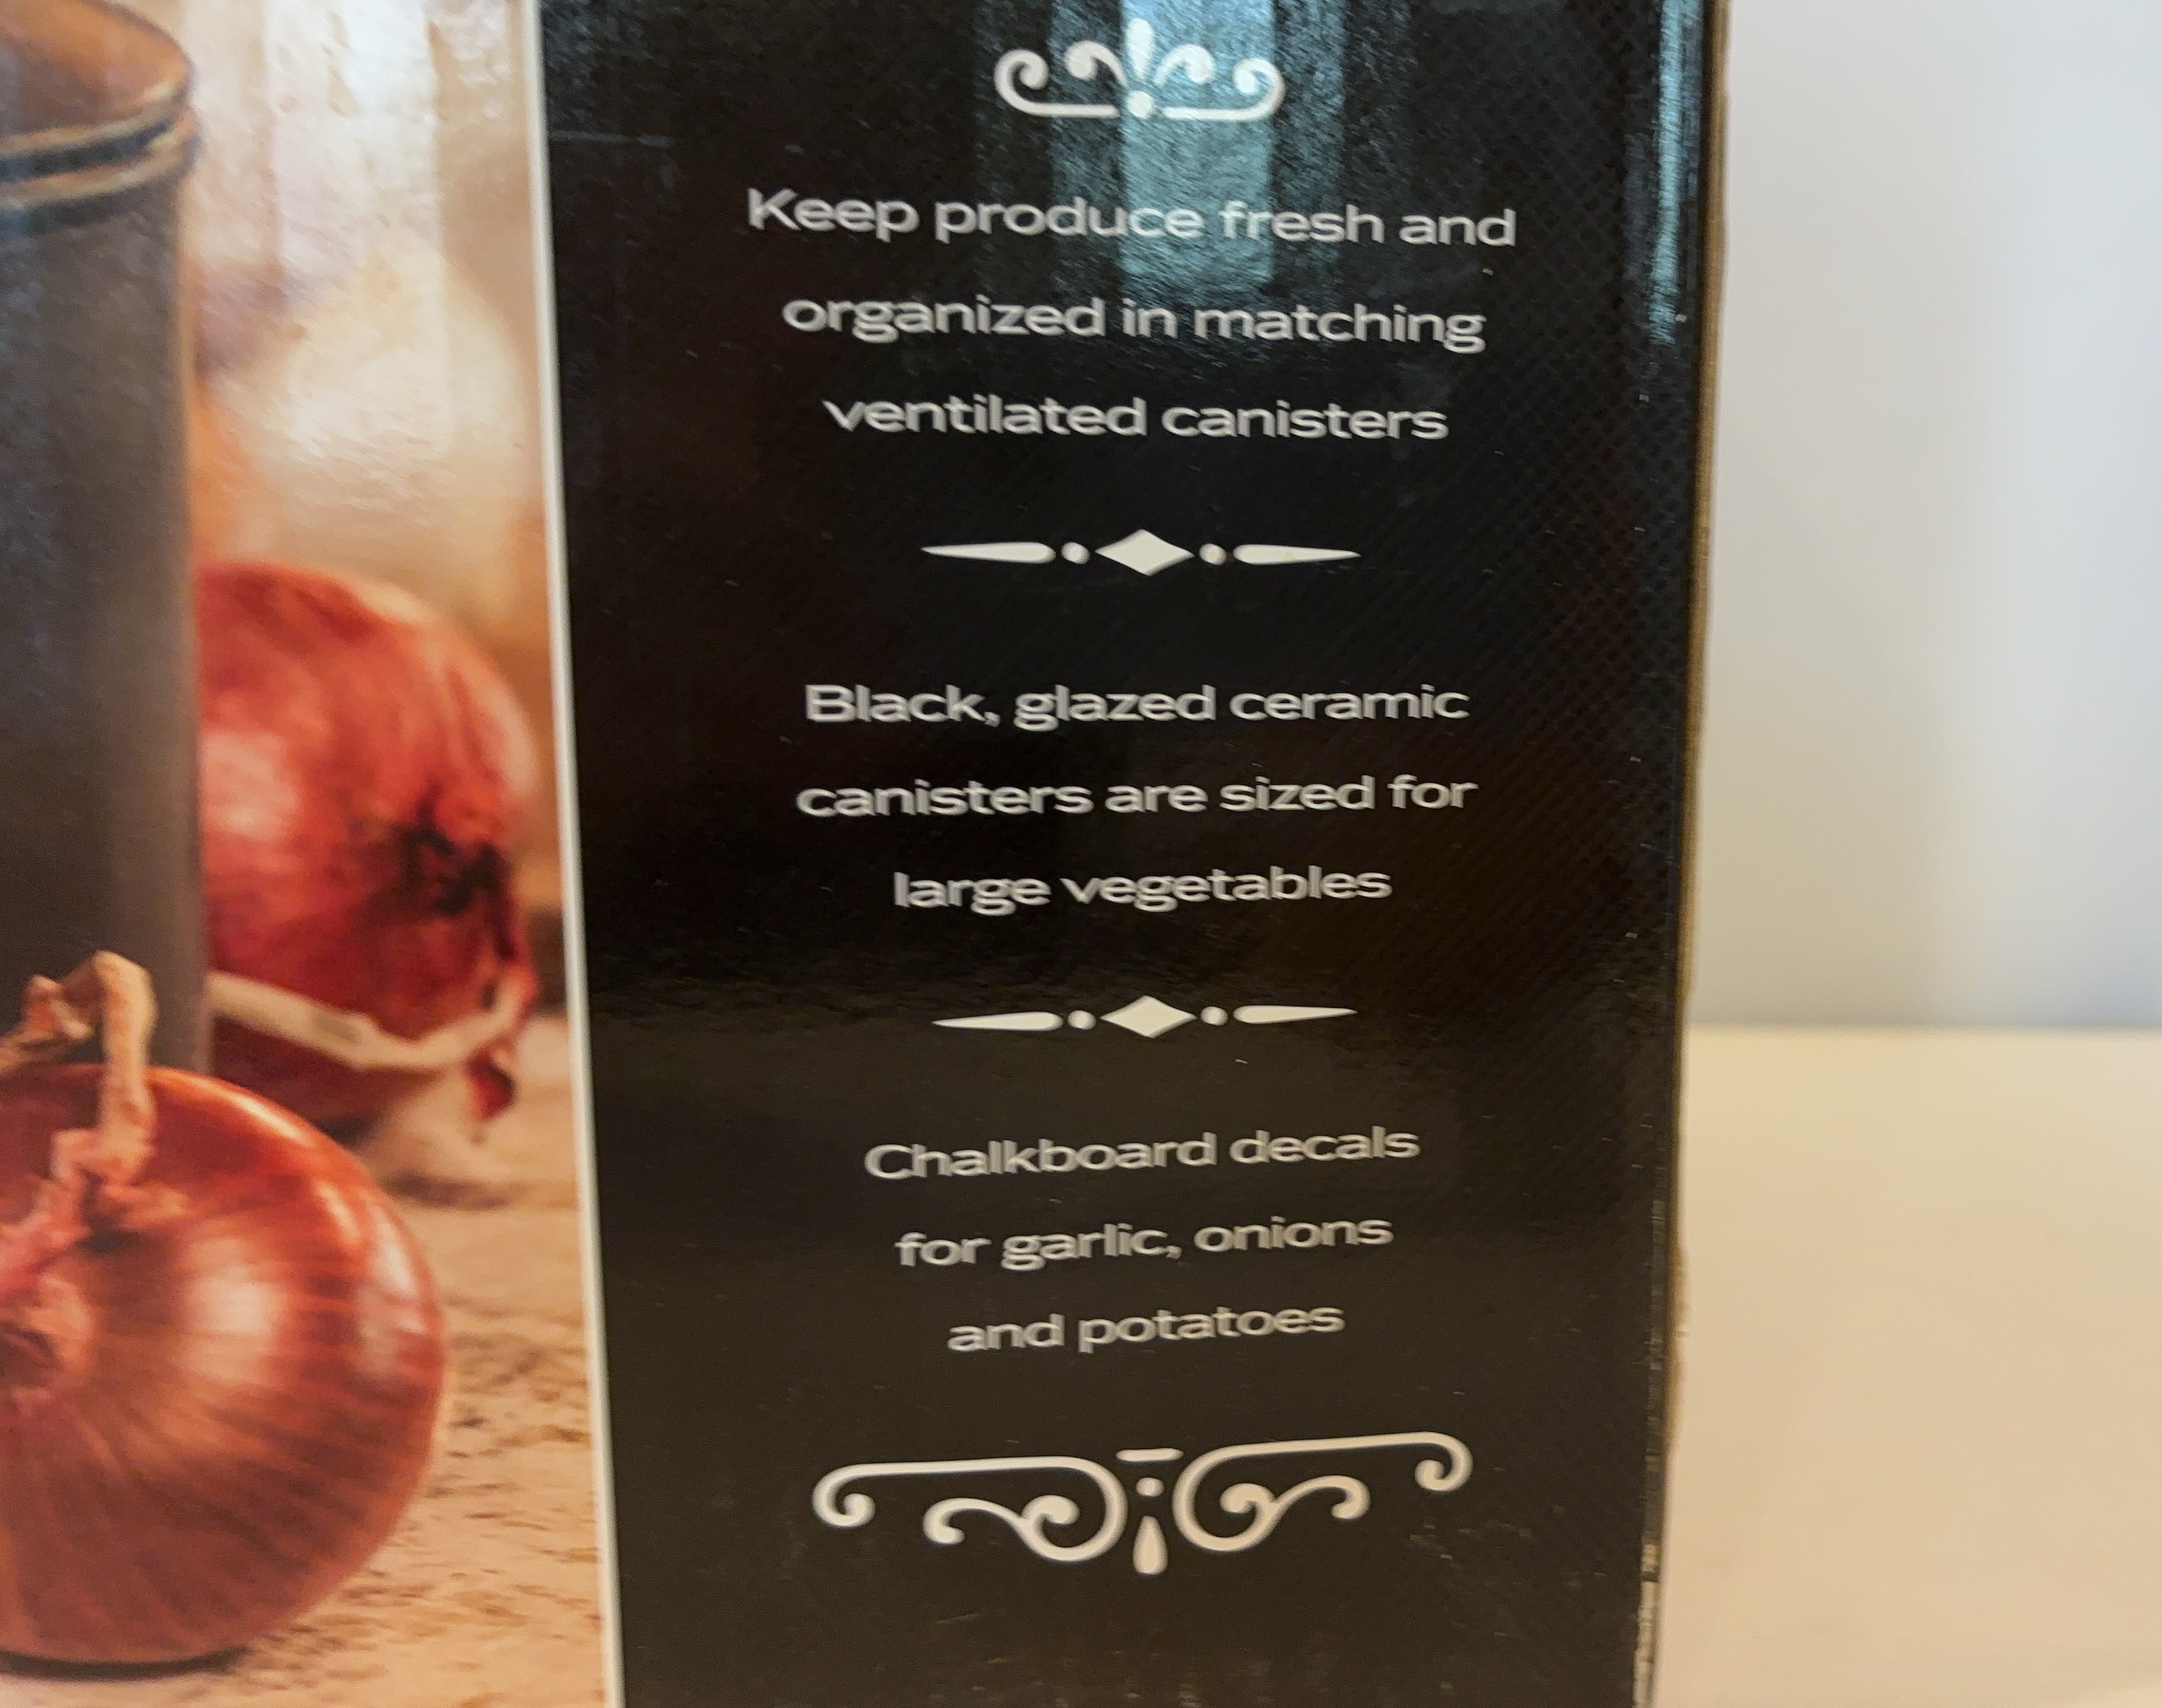 Keep produce fresh and
organized in matching
ventilated canisters
Black, glazed ceramic
canisters are sized for
large vegetables
Chalkboard decals
for garlic, onions
and potatoes